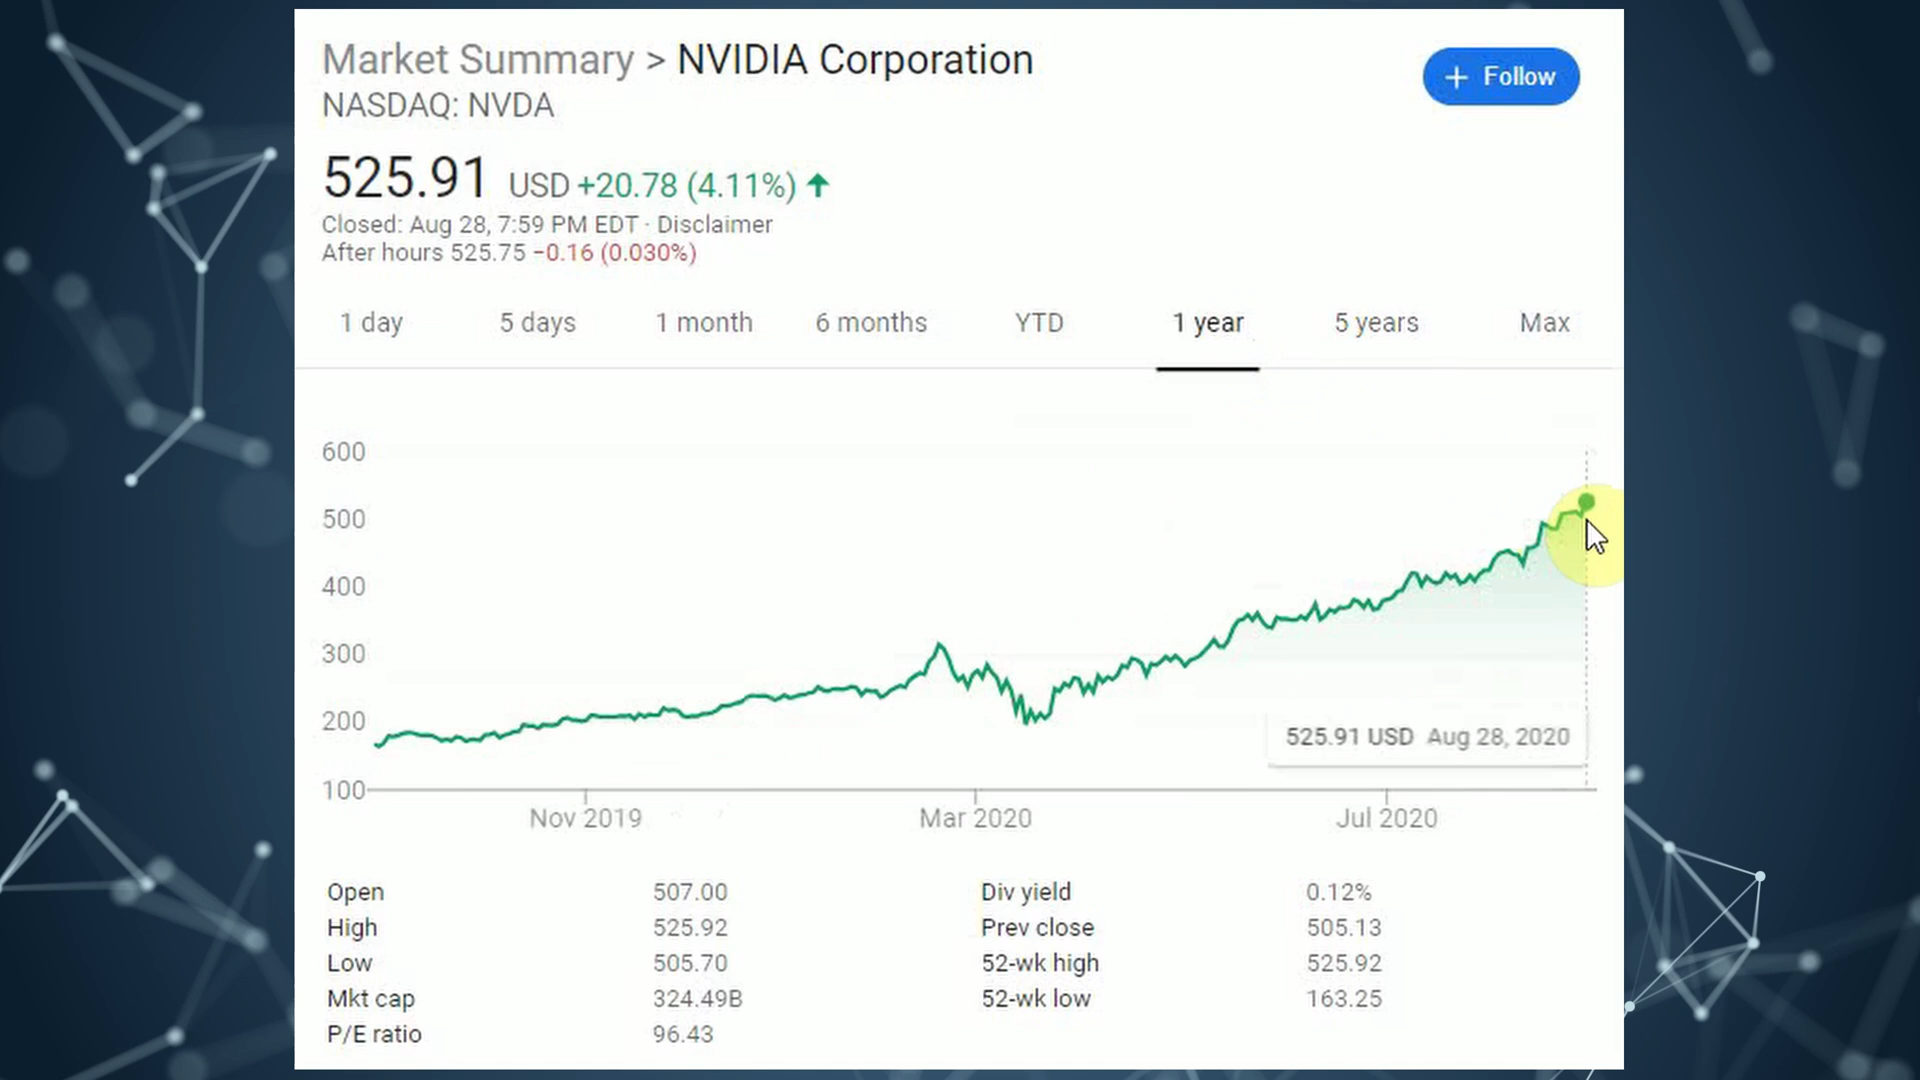 Market Summary > NVIDIA Corporation
NASDAQ: NVDA
+ Follow
525.91 USD +20.78 (4.11%)
Closed: Aug 28, 7:59 PM EDT · Disclaimer
After hours 525.75 −0.16 (0.030%)
1 day 5 days 1 month 6 months YTD 1 year 5 years Max
600
500
400
300
200
100
525.91 USD Aug 28, 2020
Nov 2019 Mar 2020 Jul 2020
Open 507.00 Div yield 0.12%
High 525.92 Prev close 505.13
Low 505.70 52-wk high 525.92
Mkt cap 324.49B 52-wk low 163.25
P/E ratio 96.43